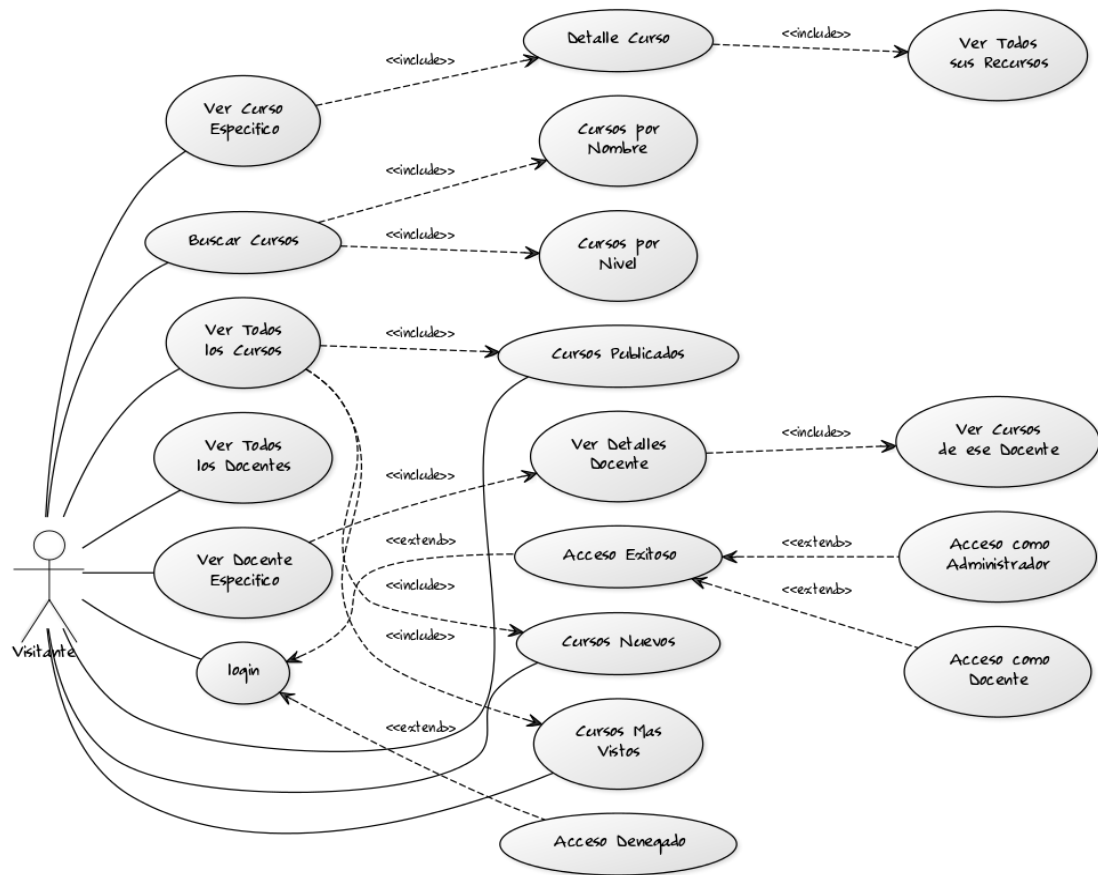 Detalle Curso
<<include>>
Ver Todos
sus Recursos
<<include>>
Ver Curso
Especifico
Cursos por
Nombre
<<include>>
Buscar Cursos
<<include>>
Cursos por
Nivel
Ver Todos
los Cursos
<<include>>
Cursos Publicados
Ver Todos
los Docentes
Ver Detalles
Docente
<<include>>
Ver Cursos
de ese Docente
<<include>>
Ver Docente
Especifico
<<extend>>
Acceso Exitoso
<<extend>>
Acceso como
Administrador
<<include>>
<<extend>>
Visitante
login
<<include>>
Cursos Nuevos
Acceso como
Docente
<<extend>>
Cursos Mas
Vistos
Acceso Denegado